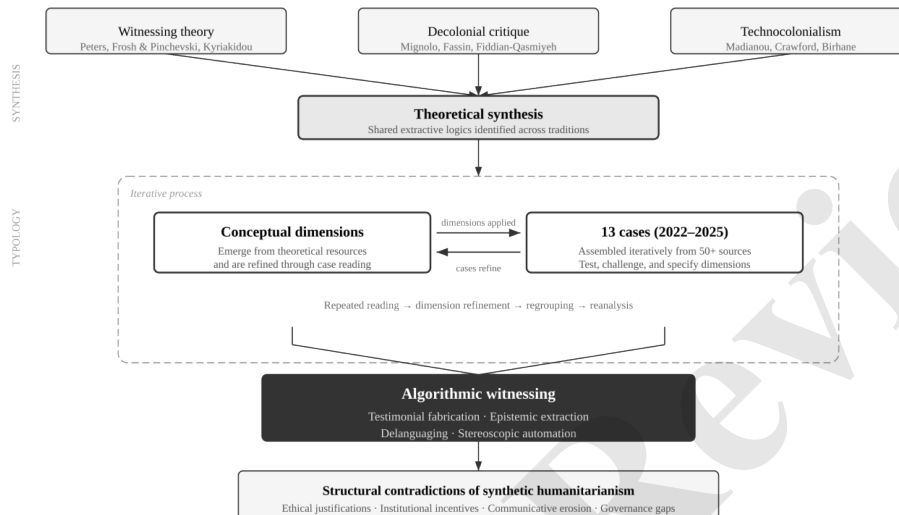 Witnessing theory
Peters, Frosh & Pinchevski, Kyriakidou
Decolonial critique
Mignolo, Fassin, Fiddian-Qasmiyeh
Technocolonialism
Madianou, Crawford, Birhane
SYNTHESIS
Theoretical synthesis
Shared extractive logics identified across traditions
TYPOLOGY
Iterative process
Conceptual dimensions
Emerge from theoretical resources
and are refined through case reading
dimensions applied
cases refine
13 cases (2022–2025)
Assembled iteratively from 50+ sources
Test, challenge, and specify dimensions
Repeated reading → dimension refinement → regrouping → reanalysis
Algorithmic witnessing
Testimonial fabrication · Epistemic extraction
Delanguaging · Stereoscopic automation
Structural contradictions of synthetic humanitarianism
Ethical justifications · Institutional incentives · Communicative erosion · Governance gaps
Revie